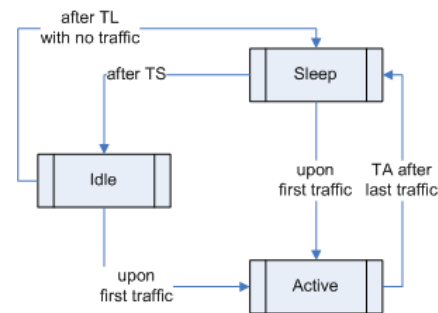 after TL
with no traffic
Sleep
after TS
Idle
upon
first traffic
TA after
last traffic
upon
first traffic
Active